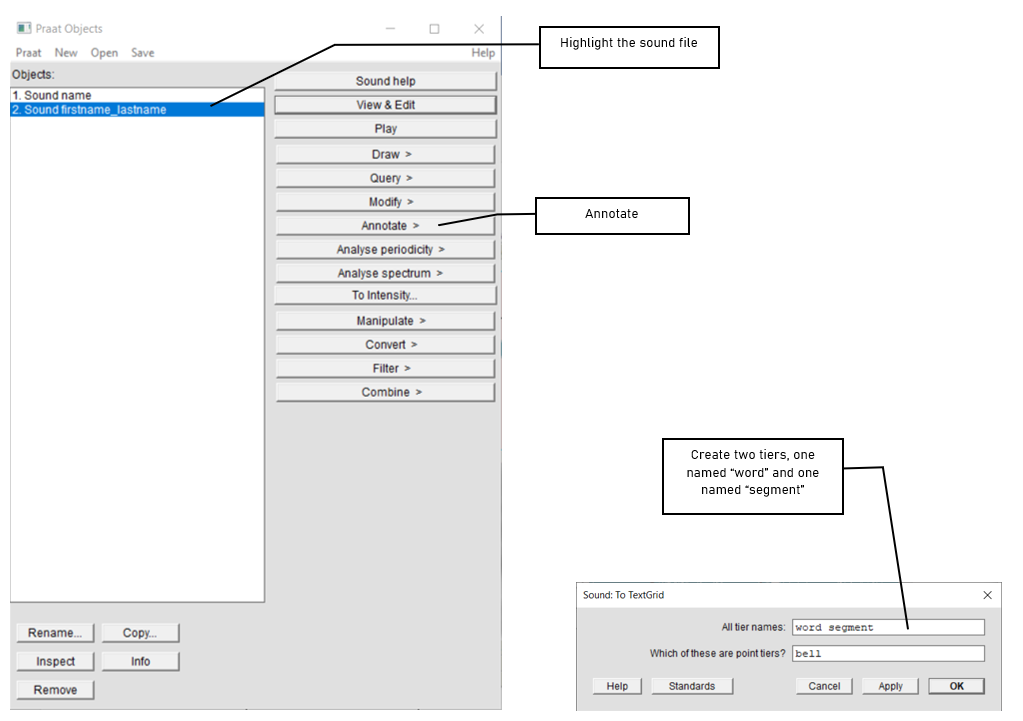 Praat Objects
Praat New Open Save Help
Objects:
1. Sound name
2. Sound firstname_lastname
Sound help
View & Edit
Play
Draw >
Query >
Modify >
Annotate >
Analyse periodicity >
Analyse spectrum >
To Intensity...
Manipulate >
Convert >
Filter >
Combine >
Rename... Copy...
Inspect Info
Remove
Highlight the sound file
Annotate
Create two tiers, one
named “word” and one
named “segment”
Sound: To TextGrid
All tier names: word segment
Which of these are point tiers? bell
Help Standards Cancel Apply OK